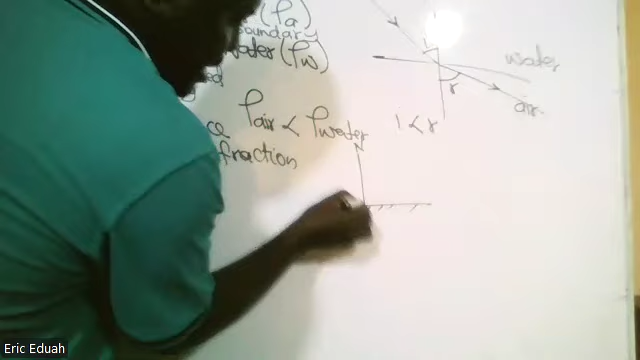 (ρa)
boundary
water (ρw)
ρair < ρwater
fraction
i < r
water
r
air
Eric Eduah